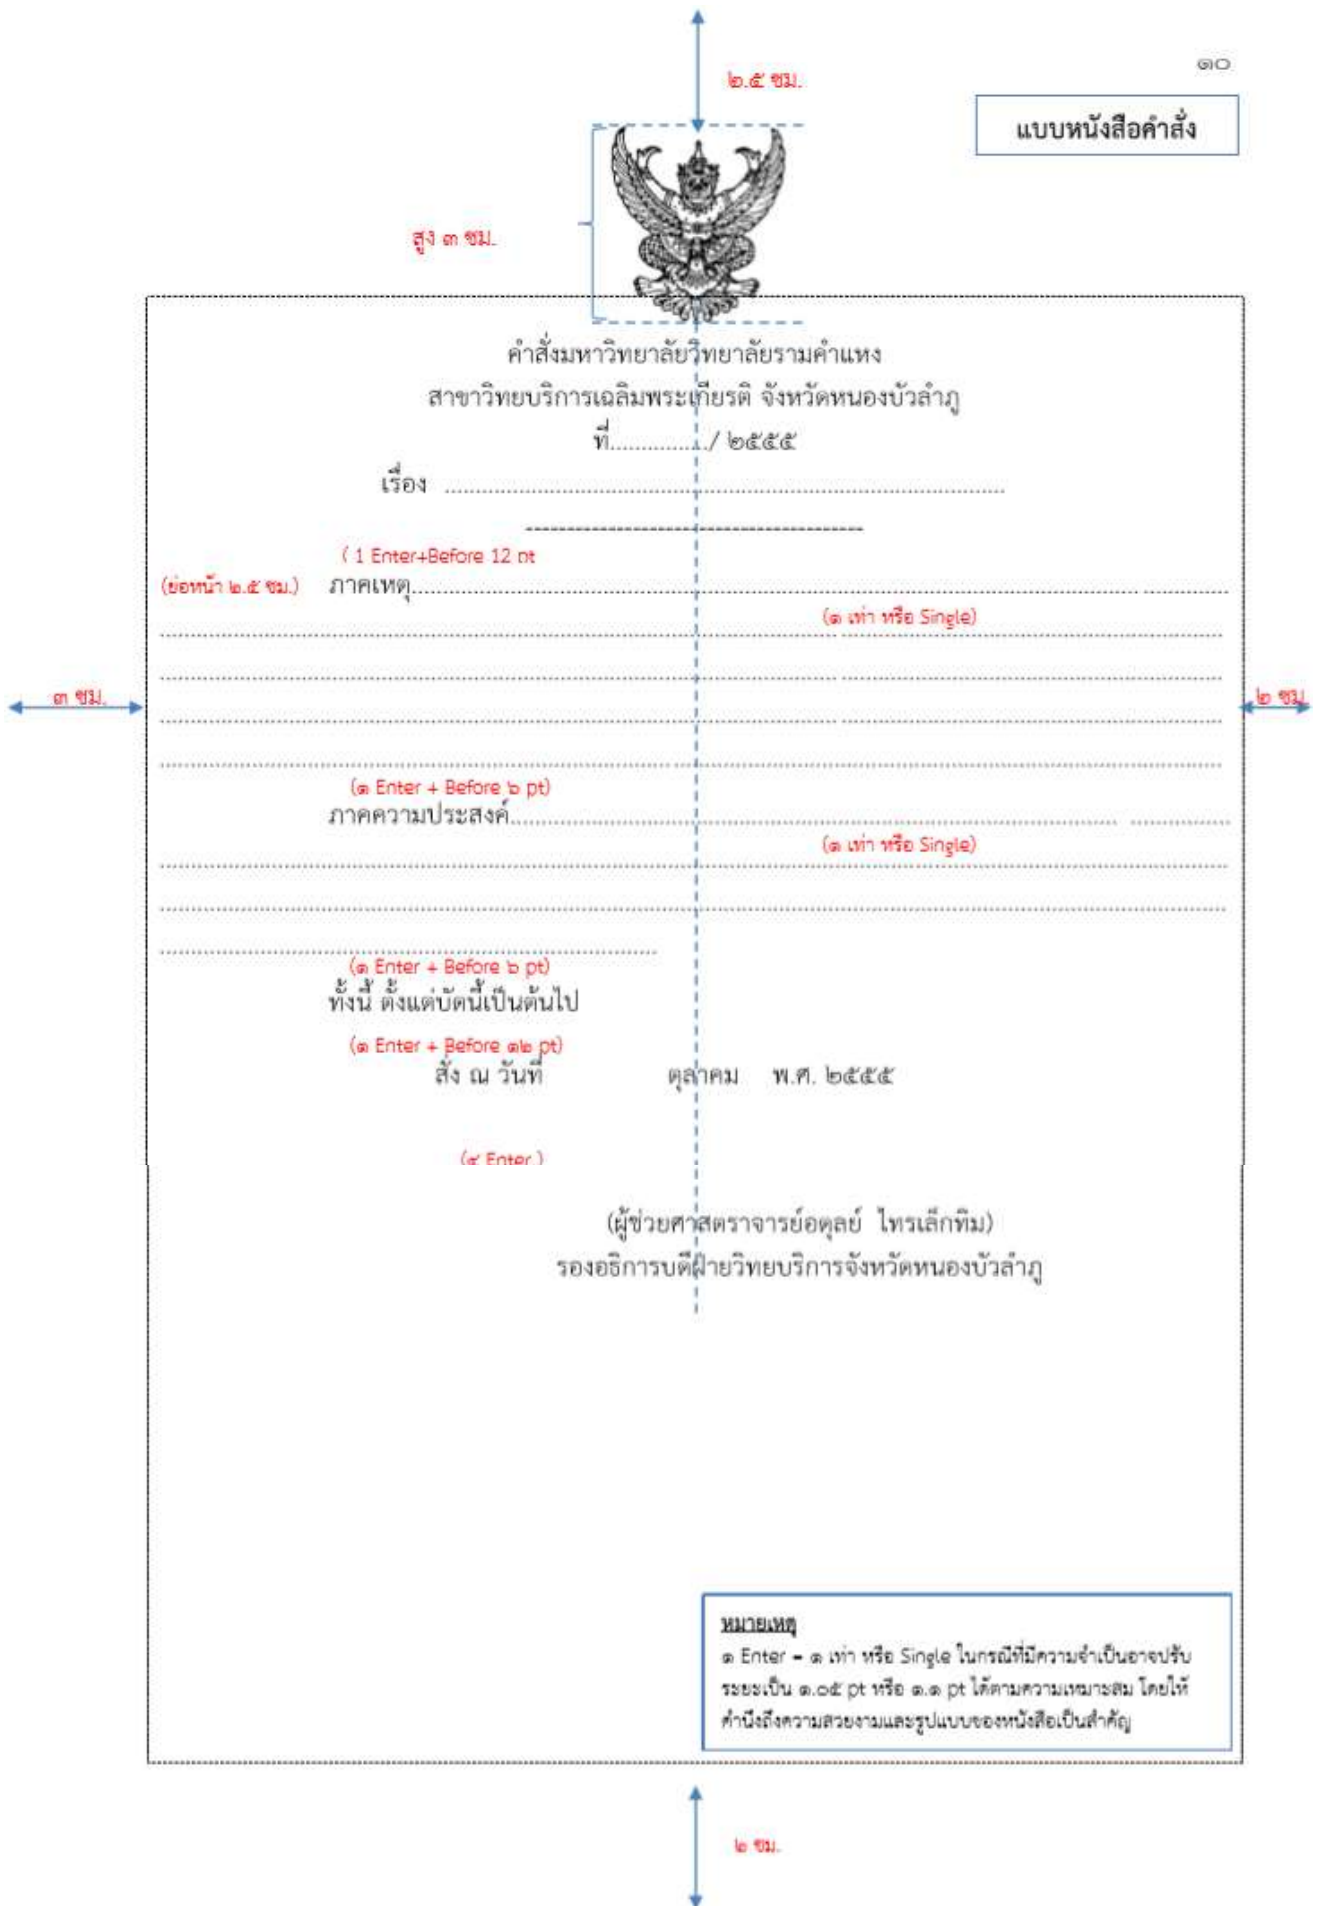 ๑๐
๒.๕ ซม.
แบบหนังสือคำสั่ง
สูง ๓ ซม.
คำสั่งมหาวิทยาลัยวิทยาลัยรามคำแหง
สาขาวิทยบริการเฉลิมพระเกียรติ จังหวัดหนองบัวลำภู
ที่................/ ๒๕๕๕
เรื่อง ..............................................................................................
------------------------------------------
( 1 Enter+Before 12 pt
(ย่อหน้า ๒.๕ ซม.) ภาคเหตุ..........................................................................................................................
(๑ เท่า หรือ Single)
๓ ซม.
๒ ซม.
(๑ Enter + Before ๖ pt)
ภาคความประสงค์.....................................................................................................
(๑ เท่า หรือ Single)
(๑ Enter + Before ๖ pt)
ทั้งนี้ ตั้งแต่บัดนี้เป็นต้นไป
(๑ Enter + Before ๑๒ pt)
สั่ง ณ วันที่ ตุลาคม พ.ศ. ๒๕๕๕
(๔ Enter )
(ผู้ช่วยศาสตราจารย์อดุลย์ ไทรเล็กทิม)
รองอธิการบดีฝ่ายวิทยบริการจังหวัดหนองบัวลำภู
หมายเหตุ
๑ Enter = ๑ เท่า หรือ Single ในกรณีที่มีความจำเป็นอาจปรับ
ระยะเป็น ๑.๐๕ pt หรือ ๑.๑ pt ได้ตามความเหมาะสม โดยให้
คำนึงถึงความสวยงามและรูปแบบของหนังสือเป็นสำคัญ
๒ ซม.